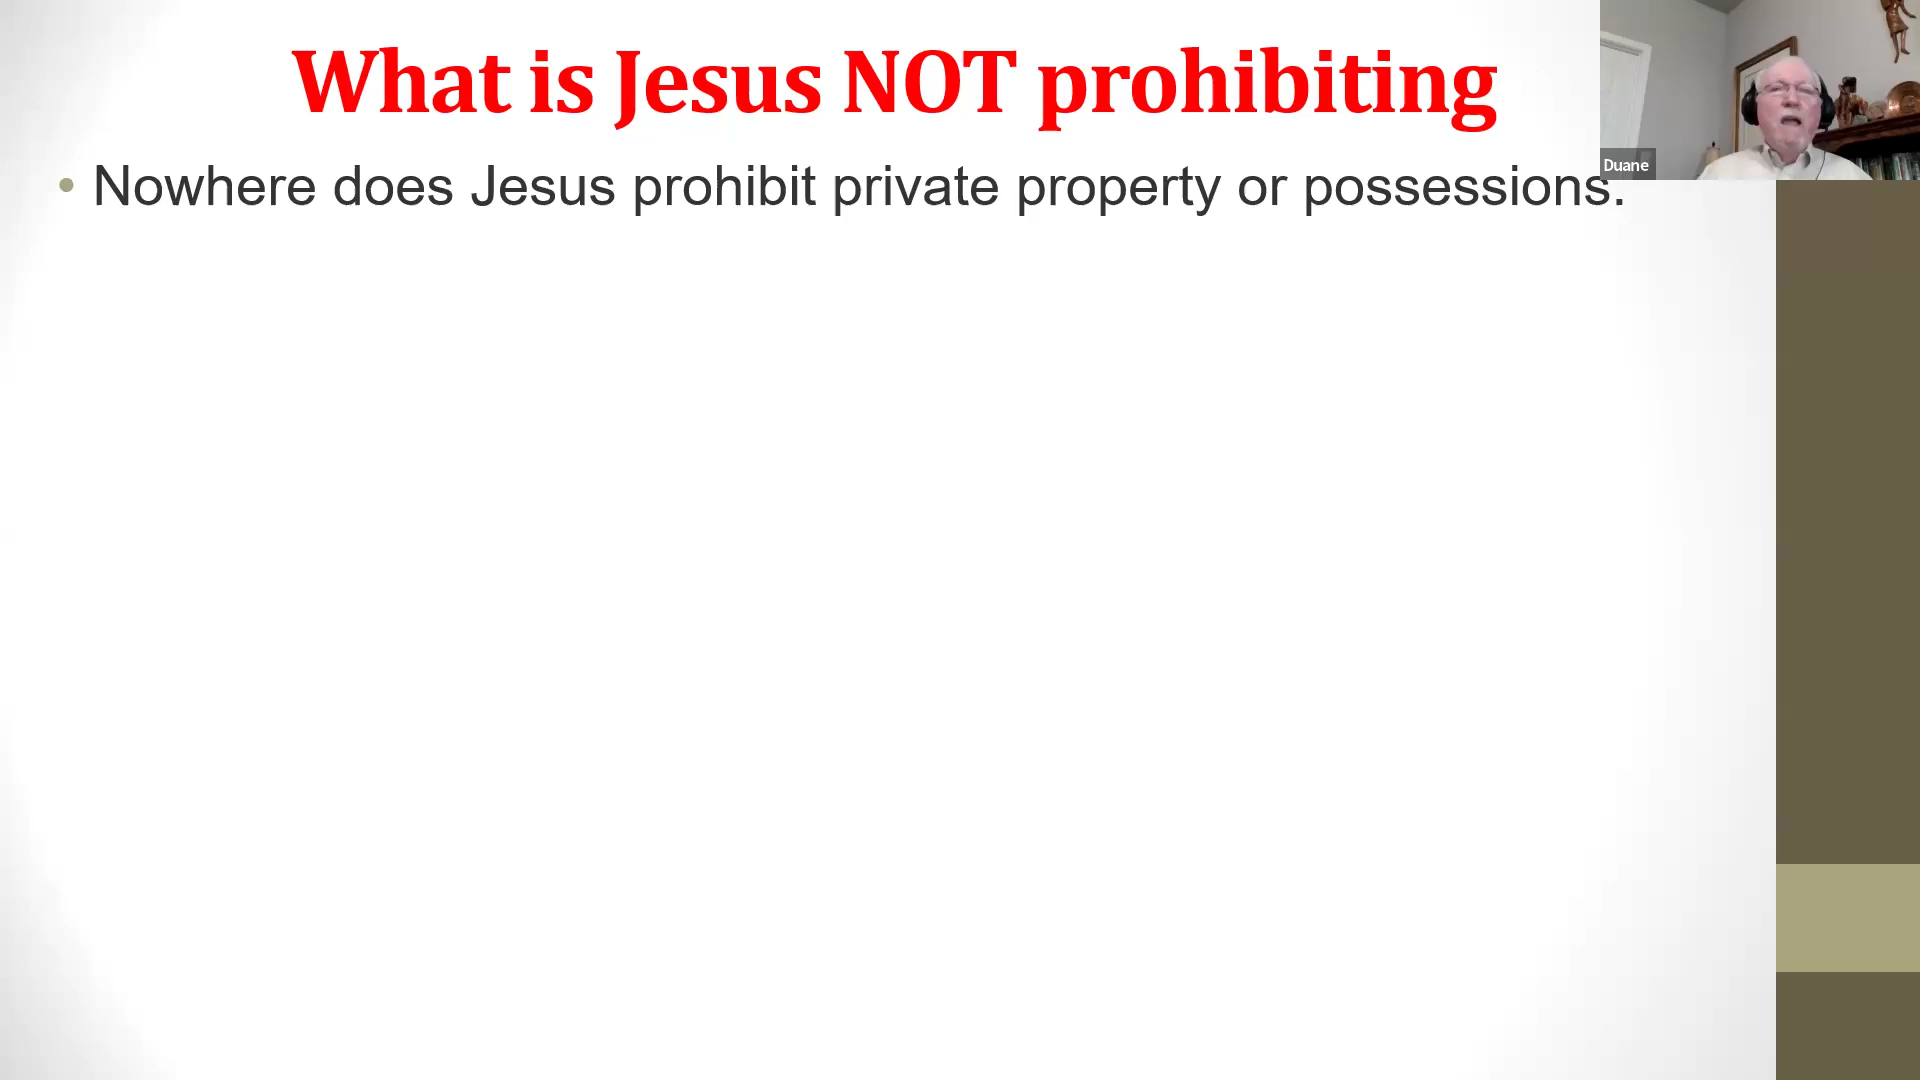 What is Jesus NOT prohibiting
• Nowhere does Jesus prohibit private property or possessions.
Duane